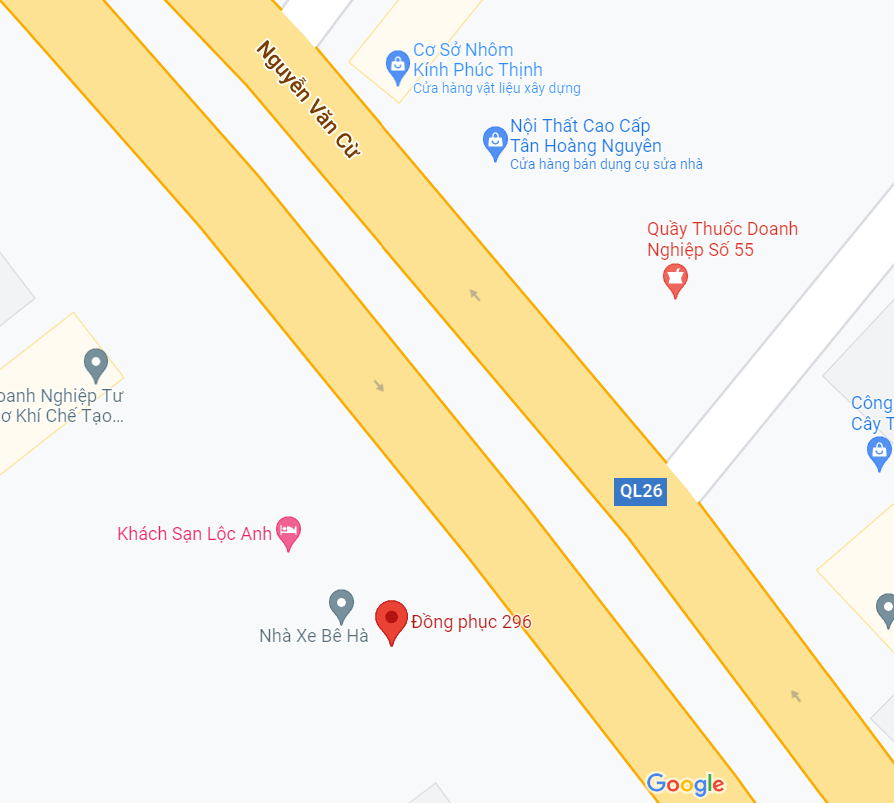 Nguyễn Văn Cừ
Cơ Sở Nhôm
Kính Phúc Thịnh
Cửa hàng vật liệu xây dựng
Nội Thất Cao Cấp
Tân Hoàng Nguyên
Cửa hàng bán dụng cụ sửa nhà
Quầy Thuốc Doanh
Nghiệp Số 55
oanh Nghiệp Tư
ơ Khí Chế Tạo...
Công
Cây T
QL26
Khách Sạn Lộc Anh
Nhà Xe Bê Hà
Đồng phục 296
Google